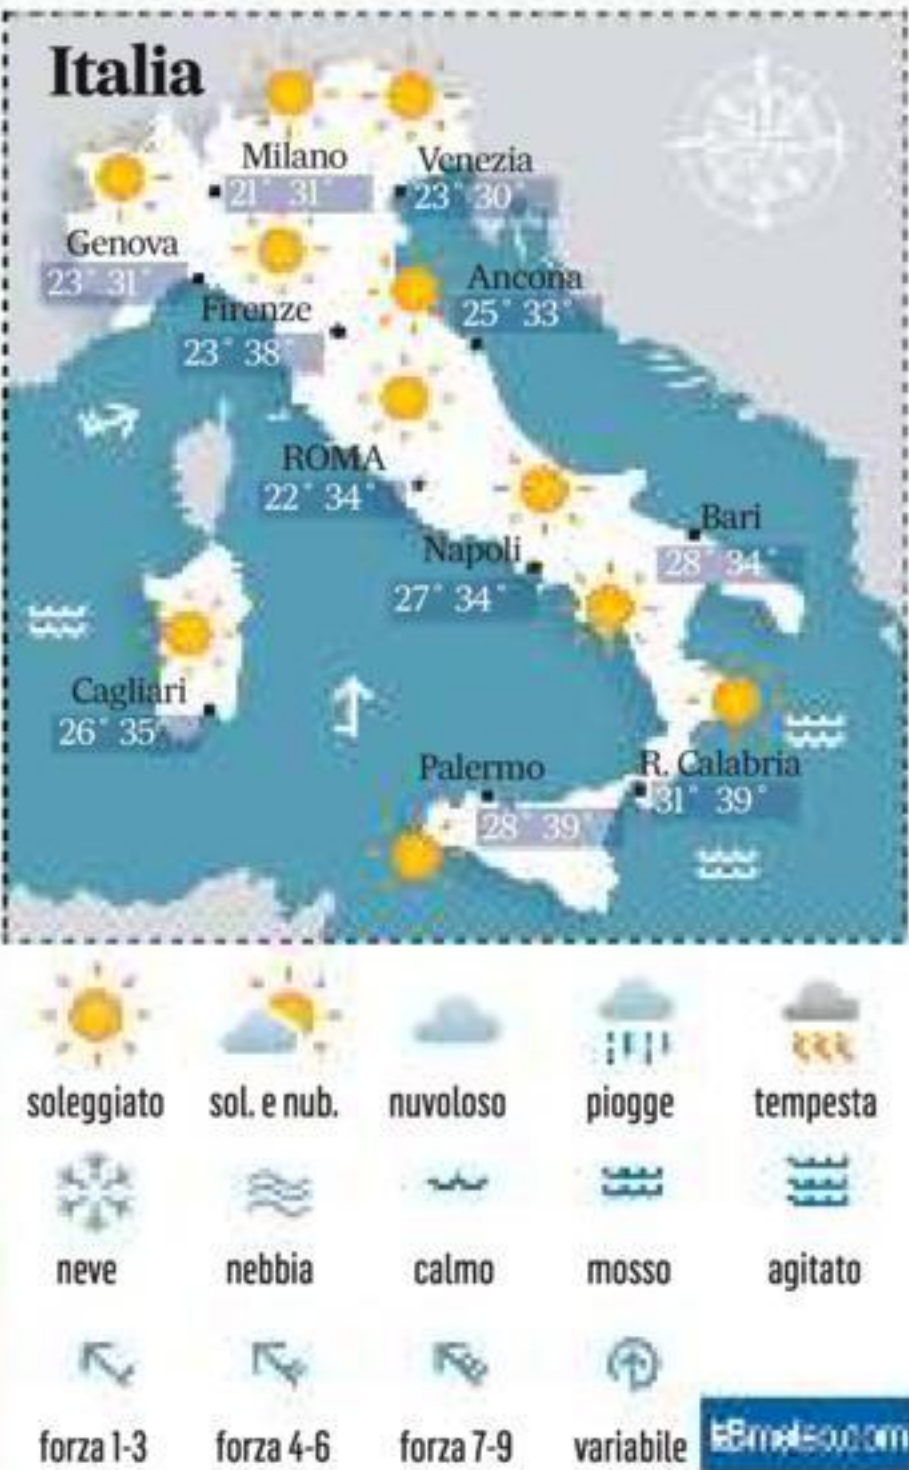 Italia
Milano
21° 31°
Venezia
23° 30°
Genova
23° 31°
Ancona
25° 33°
Firenze
23° 38°
ROMA
22° 34°
Bari
28° 34°
Napoli
27° 34°
Cagliari
26° 35°
Palermo
28° 39°
R. Calabria
31° 39°
soleggiato sol. e nub. nuvoloso piogge tempesta
neve nebbia calmo mosso agitato
forza 1-3 forza 4-6 forza 7-9 variabile